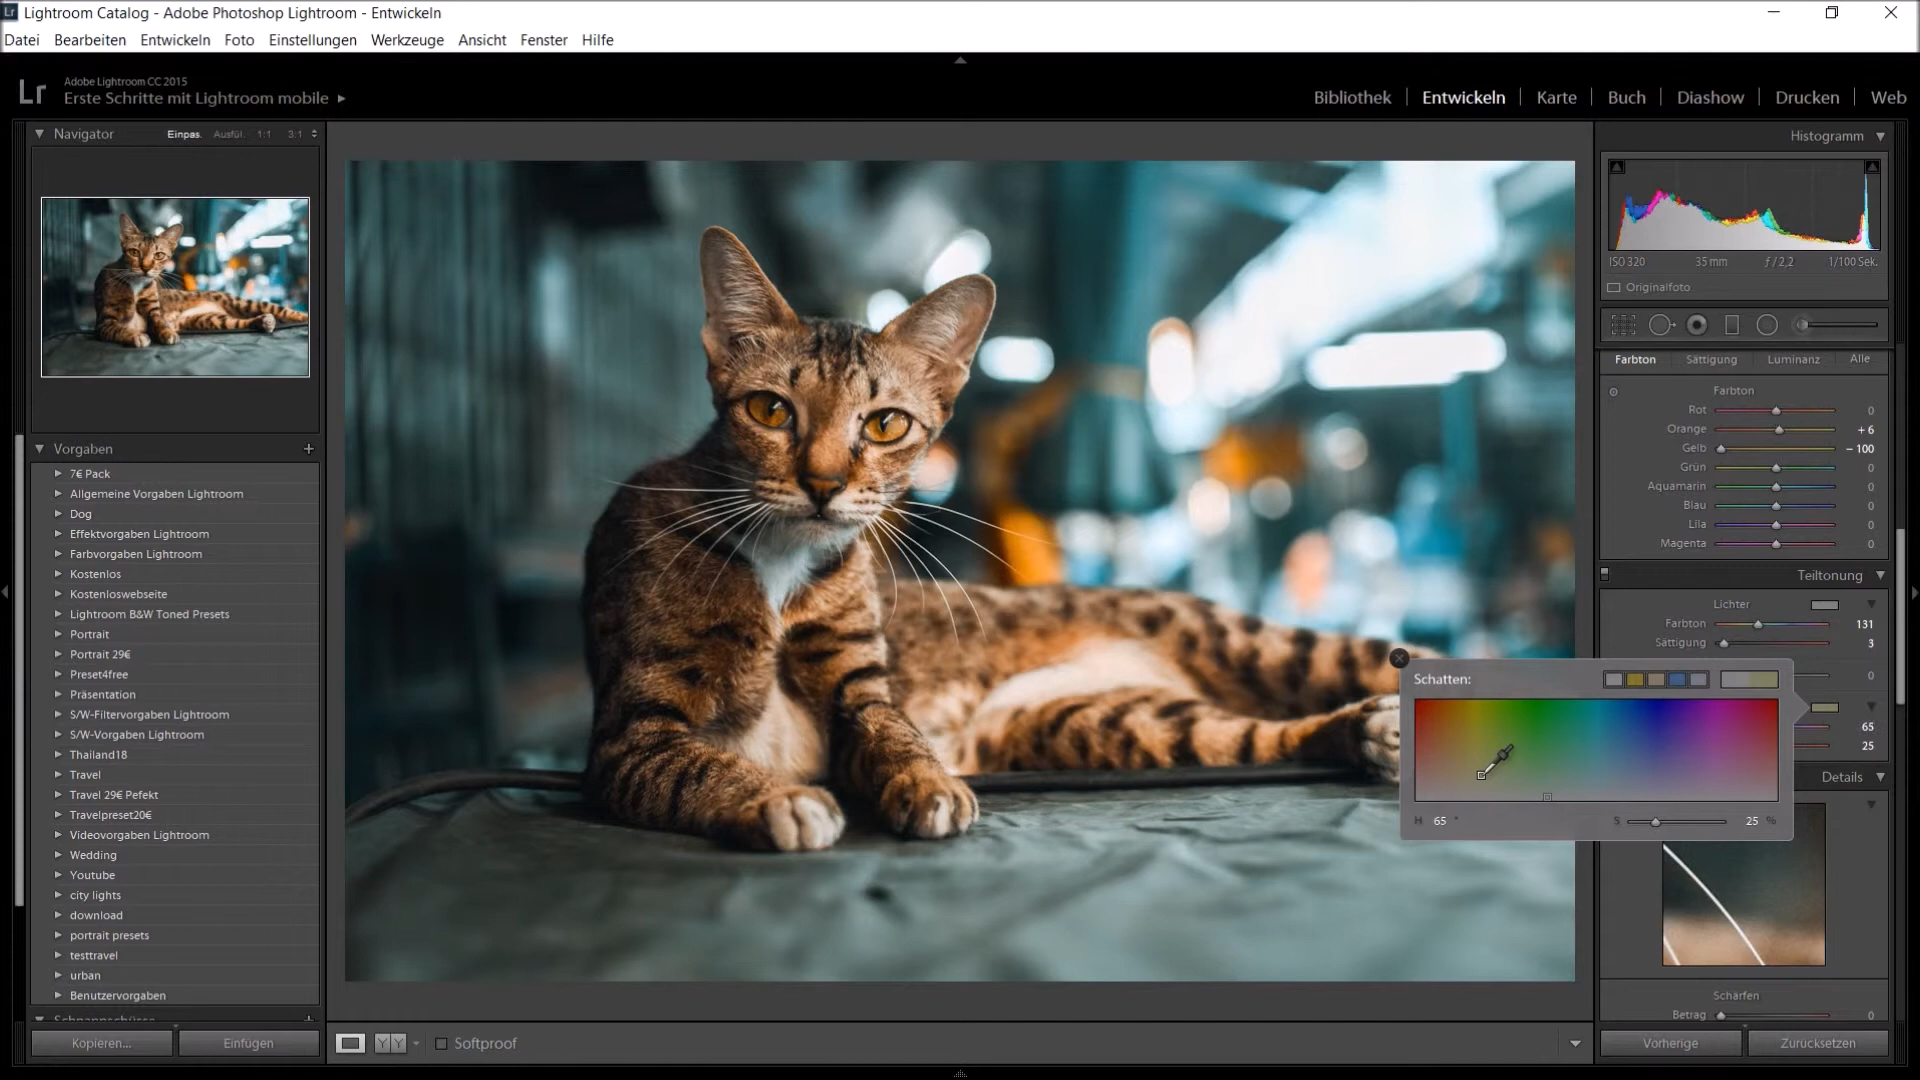 Lr Lightroom Catalog - Adobe Photoshop Lightroom - Entwickeln
Datei Bearbeiten Entwickeln Foto Einstellungen Werkzeuge Ansicht Fenster Hilfe
Lr
Adobe Lightroom CC 2015
Erste Schritte mit Lightroom mobile
Bibliothek Entwickeln Karte Buch Diashow Drucken Web
Navigator Einpas. Ausfül. 1:1 3:1
Vorgaben
7€ Pack
Allgemeine Vorgaben Lightroom
Dog
Effektvorgaben Lightroom
Farbvorgaben Lightroom
Kostenlos
Kostenloswebseite
Lightroom B&W Toned Presets
Portrait
Portrait 29€
Preset4free
Präsentation
S/W-Filtervorgaben Lightroom
S/W-Vorgaben Lightroom
Thailand18
Travel
Travel 29€ Pefekt
Travelpreset20€
Videovorgaben Lightroom
Wedding
Youtube
city lights
download
portrait presets
testtravel
urban
Benutzervorgaben
Schnappschüsse
Kopieren... Einfügen
Y Y Softproof
Histogramm
ISO 320 35 mm f / 2,2 1/100 Sek.
Originalfoto
Farbton Sättigung Luminanz Alle
Farbton
Rot 0
Orange + 6
Gelb - 100
Grün 0
Aquamarin 0
Blau 0
Lila 0
Magenta 0
Teiltonung
Lichter
Farbton 131
Sättigung 3
0
65
25
Schatten:
H 65 ° S 25 %
Details
Schärfen
Betrag 0
Vorherige Zurücksetzen